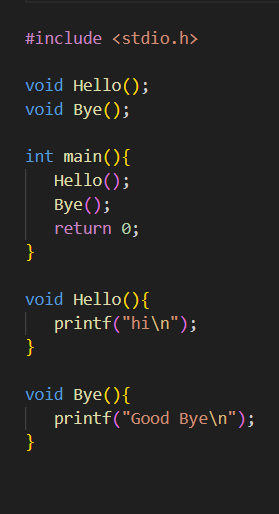 #include <stdio.h>

void Hello();
void Bye();

int main(){
   Hello();
   Bye();
   return 0;
}

void Hello(){
   printf("hi\n");
}

void Bye(){
   printf("Good Bye\n");
}